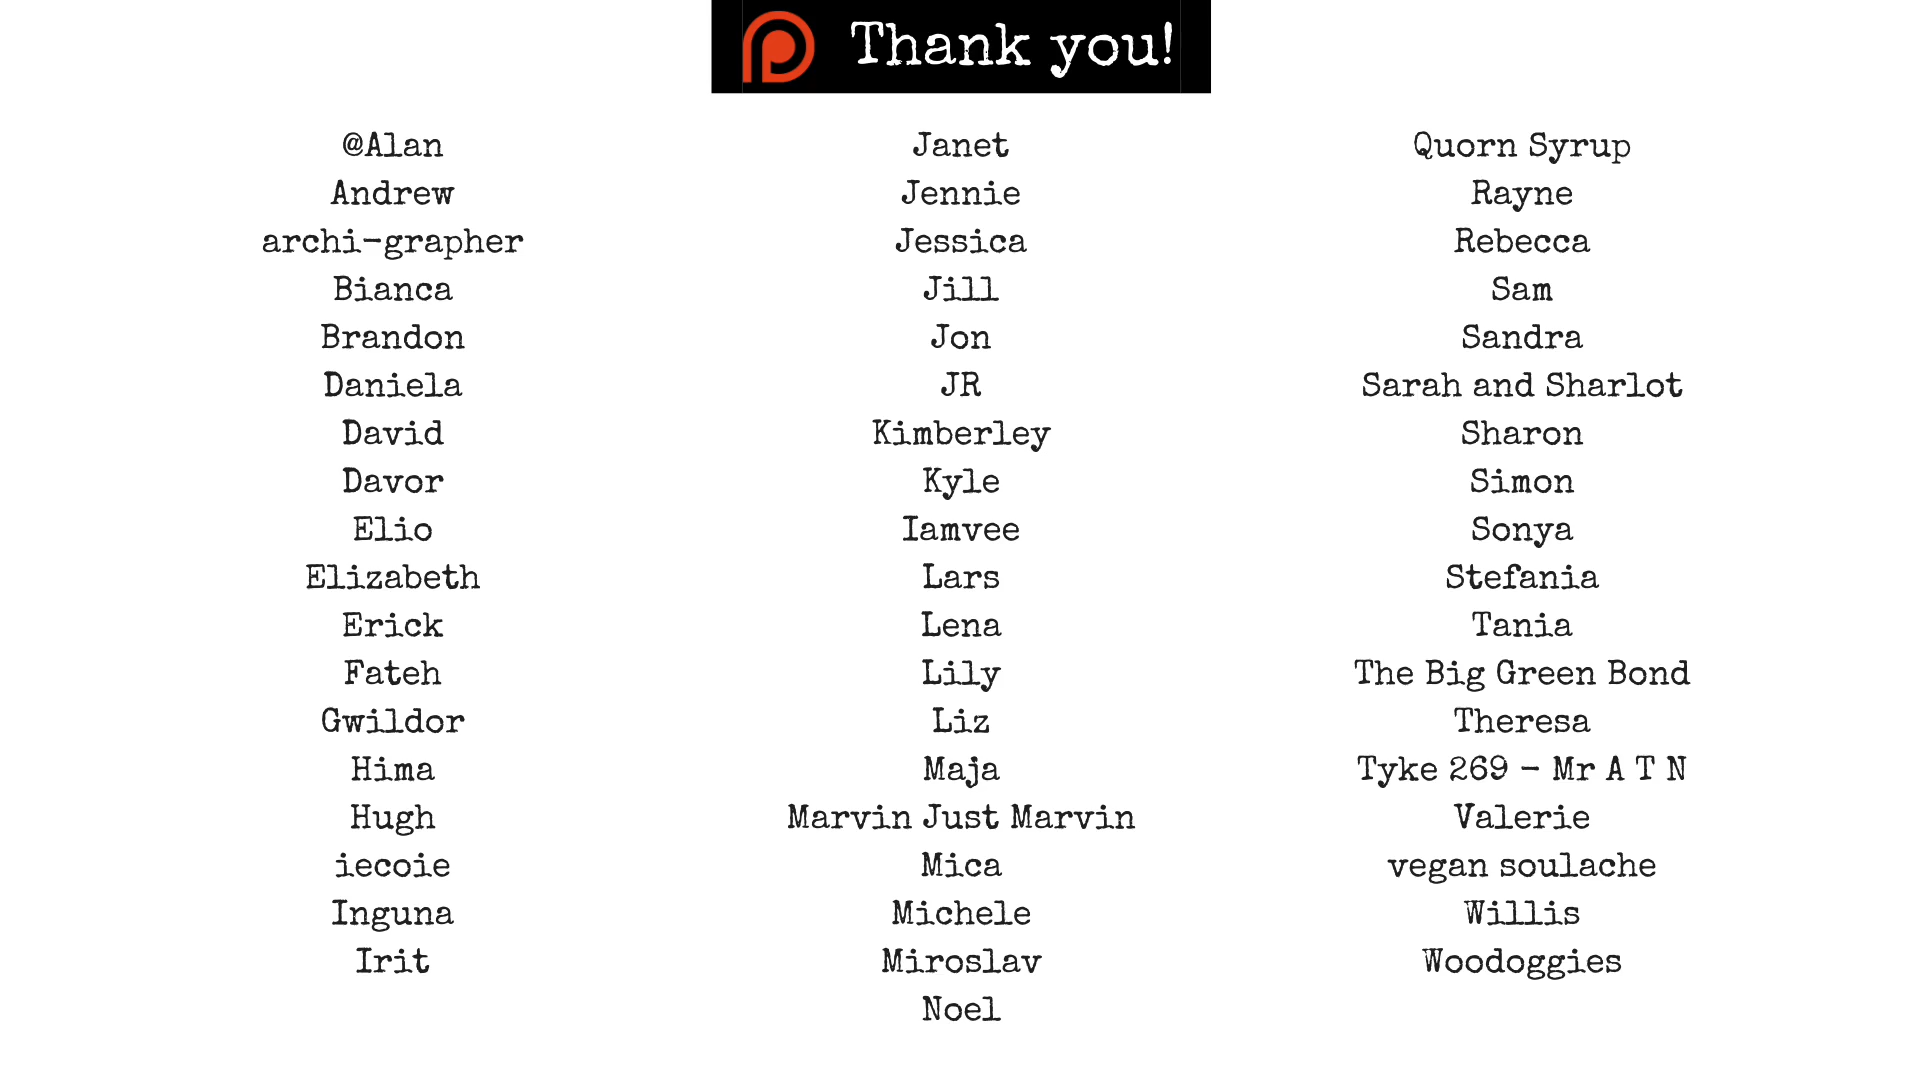 Thank you!
@Alan
Andrew
archi-grapher
Bianca
Brandon
Daniela
David
Davor
Elio
Elizabeth
Erick
Fateh
Gwildor
Hima
Hugh
iecoie
Inguna
Irit
Janet
Jennie
Jessica
Jill
Jon
JR
Kimberley
Kyle
Iamvee
Lars
Lena
Lily
Liz
Maja
Marvin Just Marvin
Mica
Michele
Miroslav
Noel
Quorn Syrup
Rayne
Rebecca
Sam
Sandra
Sarah and Sharlot
Sharon
Simon
Sonya
Stefania
Tania
The Big Green Bond
Theresa
Tyke 269 - Mr A T N
Valerie
vegan soulache
Willis
Woodoggies